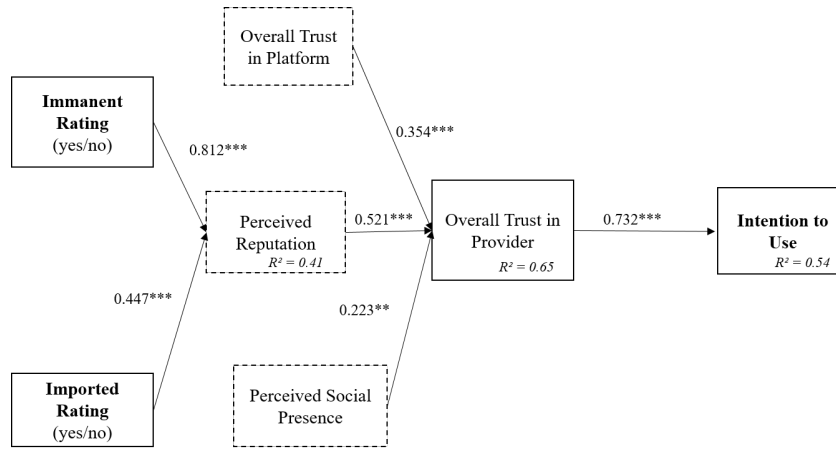 Overall Trust
in Platform
Immanent
Rating
(yes/no)
0.812***
0.354***
Perceived
Reputation
R² = 0.41
0.521***
Overall Trust in
Provider
R² = 0.65
0.732***
Intention to
Use
R² = 0.54
0.447***
0.223**
Imported
Rating
(yes/no)
Perceived Social
Presence